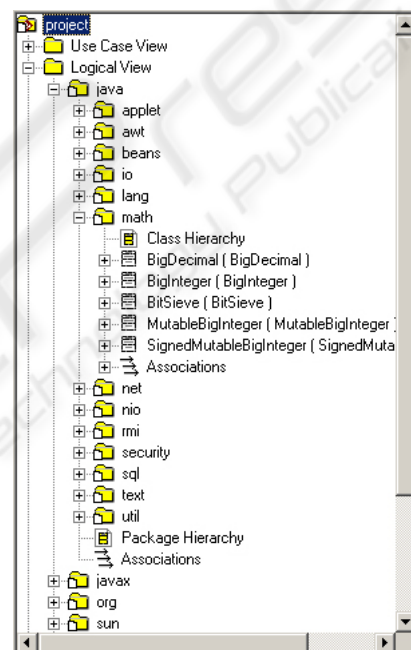 project
Use Case View
Logical View
java
applet
awt
beans
io
lang
math
Class Hierarchy
BigDecimal ( BigDecimal )
BigInteger ( BigInteger )
BitSieve ( BitSieve )
MutableBigInteger ( MutableBigInteger )
SignedMutableBigInteger ( SignedMuta
Associations
net
nio
rmi
security
sql
text
util
Package Hierarchy
Associations
javax
org
sun